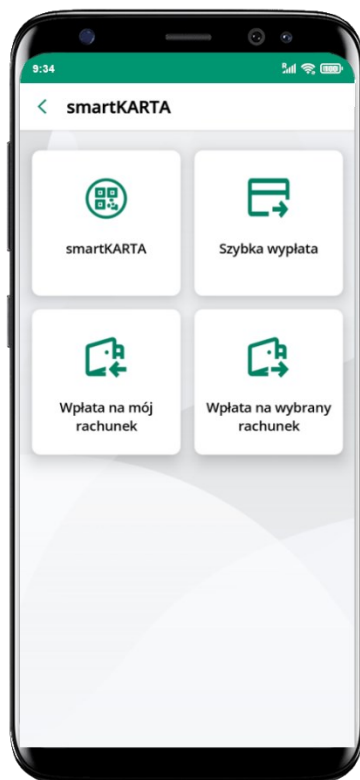 9:34
R
smartKARTA
smartKARTA
Szybka wypłata
Wpłata na mój
rachunek
Wpłata na wybrany
rachunek